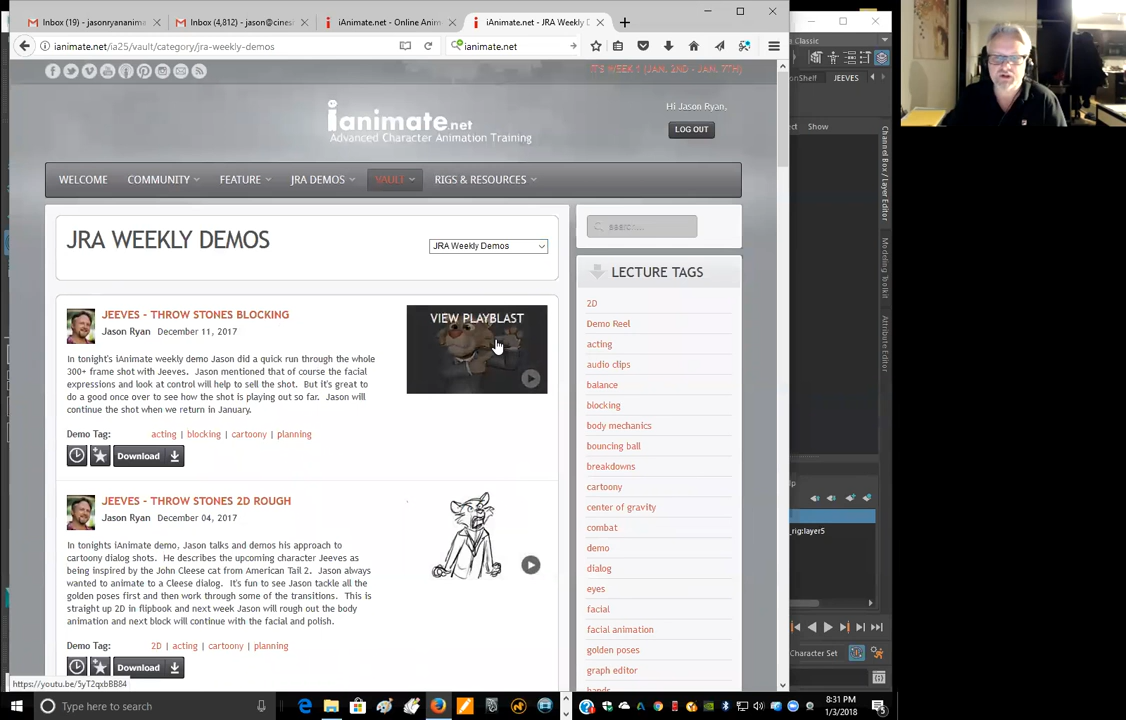 Inbox (19) - jasonryananima
Inbox (4,812) - jason@cines
iAnimate.net - Online Anim
iAnimate.net - JRA Weekly D
ianimate.net/ia25/vault/category/jra-weekly-demos
ianimate.net
Classic
onShelf
JEEVES
ect
Show
IT'S WEEK 1 (JAN. 2ND - JAN. 7TH)
ianimate.net
Advanced Character Animation Training
Hi Jason Ryan,
LOG OUT
WELCOME
COMMUNITY
FEATURE
JRA DEMOS
VAULT
RIGS & RESOURCES
JRA WEEKLY DEMOS
JRA Weekly Demos
search...
LECTURE TAGS
2D
Demo Reel
acting
audio clips
balance
blocking
body mechanics
bouncing ball
breakdowns
cartoony
center of gravity
combat
demo
dialog
eyes
facial
facial animation
golden poses
graph editor
hands
JEEVES - THROW STONES BLOCKING
Jason Ryan December 11, 2017
VIEW PLAYBLAST
In tonight's iAnimate weekly demo Jason did a quick run through the whole
300+ frame shot with Jeeves. Jason mentioned that of course the facial
expressions and look at control will help to sell the shot. But it's great to
do a good once over to see how the shot is playing out so far. Jason will
continue the shot when we return in January.
Demo Tag: acting | blocking | cartoony | planning
Download
JEEVES - THROW STONES 2D ROUGH
Jason Ryan December 04, 2017
In tonights iAnimate demo, Jason talks and demos his approach to
cartoony dialog shots. He describes the upcoming character Jeeves as
being inspired by the John Cleese cat from American Tail 2. Jason always
wanted to animate to a Cleese dialog. It's fun to see Jason tackle all the
golden poses first and then work through some of the transitions. This is
straight up 2D in flipbook and next week Jason will rough out the body
animation and next block will continue with the facial and polish.
Demo Tag: 2D | acting | cartoony | planning
Download
https://youtu.be/5yT2qxbBB84
Channel Box / Layer Editor
Modeling Toolkit
Attribute Editor
lp
_rig:layer5
Character Set
Type here to search
8:31 PM
1/3/2018
5